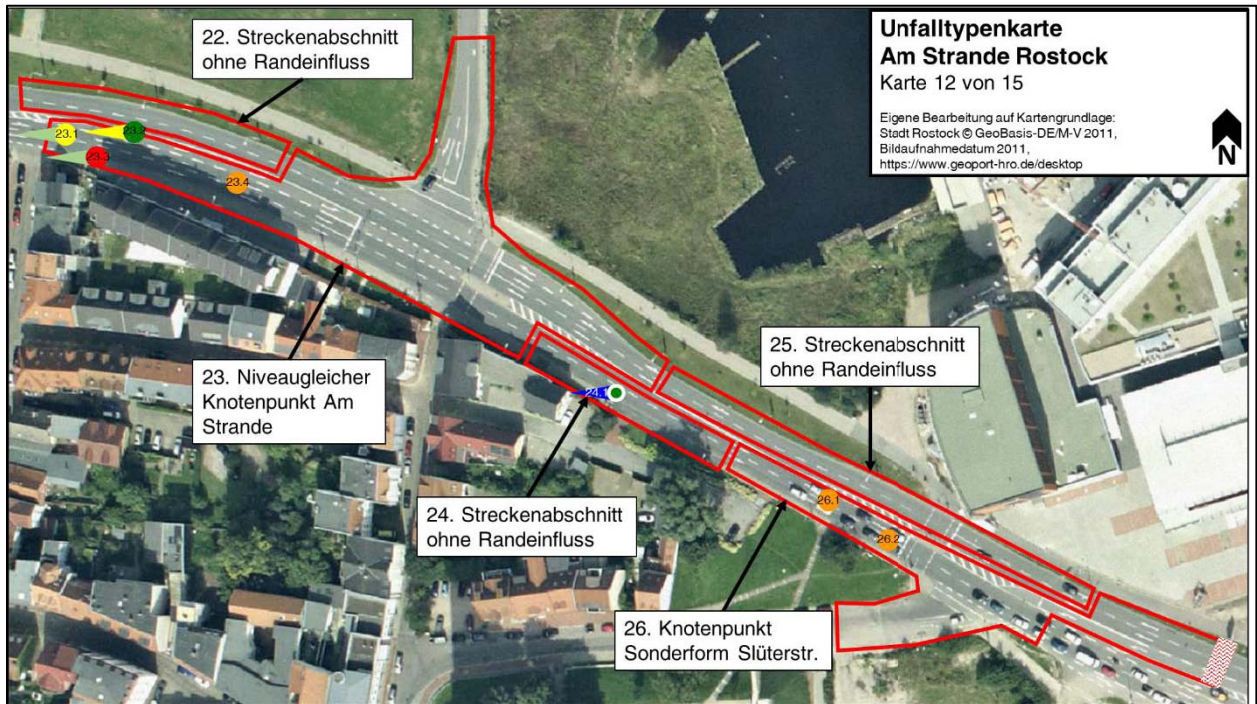 22. Streckenabschnitt
ohne Randeinfluss
Unfalltypenkarte
Am Strande Rostock
Karte 12 von 15
Eigene Bearbeitung auf Kartengrundlage:
Stadt Rostock © GeoBasis-DE/M-V 2011,
Bildaufnahmedatum 2011,
https://www.geoport-hro.de/desktop
N
23.1
23.2
23.3
23.4
23. Niveaugleicher
Knotenpunkt Am
Strande
24.1
24. Streckenabschnitt
ohne Randeinfluss
25. Streckenabschnitt
ohne Randeinfluss
26.1
26.2
26. Knotenpunkt
Sonderform Slüterstr.